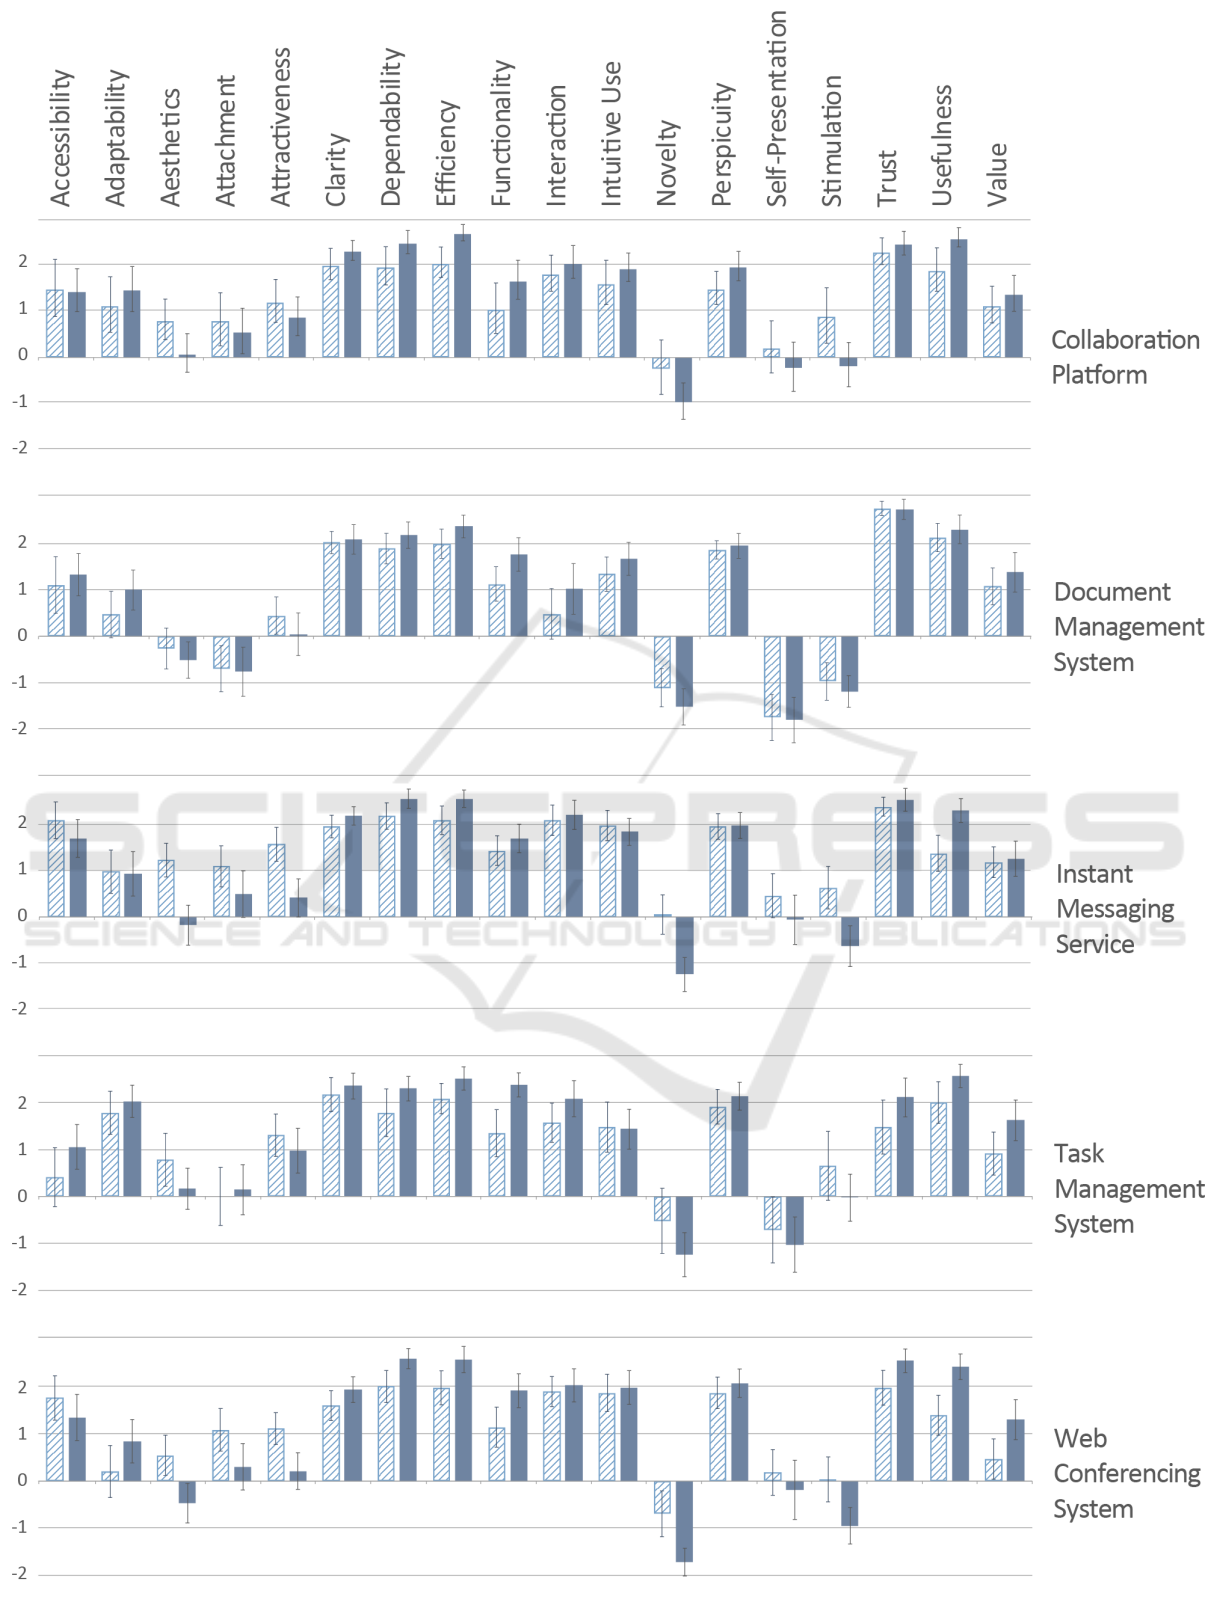 Accessibility
Adaptability
Aesthetics
Attachment
Attractiveness
Clarity
Dependability
Efficiency
Functionality
Interaction
Intuitive Use
Novelty
Perspicuity
Self-Presentation
Stimulation
Trust
Usefulness
Value
2
1
0
-1
-2
Collaboration
Platform
2
1
0
-1
-2
Document
Management
System
2
1
0
-1
-2
Instant
Messaging
Service
SCITEPRESS
SCIENCE AND TECHNOLOGY PUBLICATIONS
2
1
0
-1
-2
Task
Management
System
2
1
0
-1
-2
Web
Conferencing
System